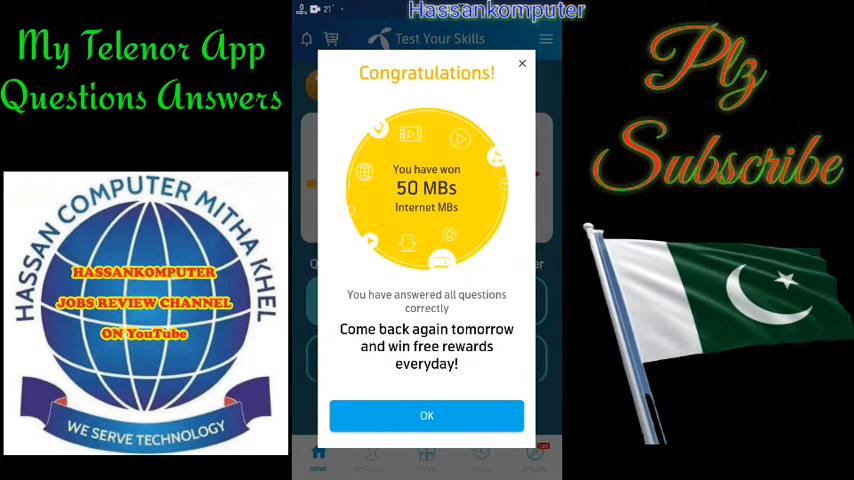 Hassankomputer
My Telenor App
Questions Answers
HASSAN COMPUTER MITHA KHEL
HASSANKOMPUTER
JOBS REVIEW CHANNEL
ON YouTube
WE SERVE TECHNOLOGY
21°
Test Your Skills
Congratulations!
You have won
50 MBs
Internet MBs
You have answered all questions
correctly
Come back again tomorrow
and win free rewards
everyday!
OK
HOME
Plz
Subscribe